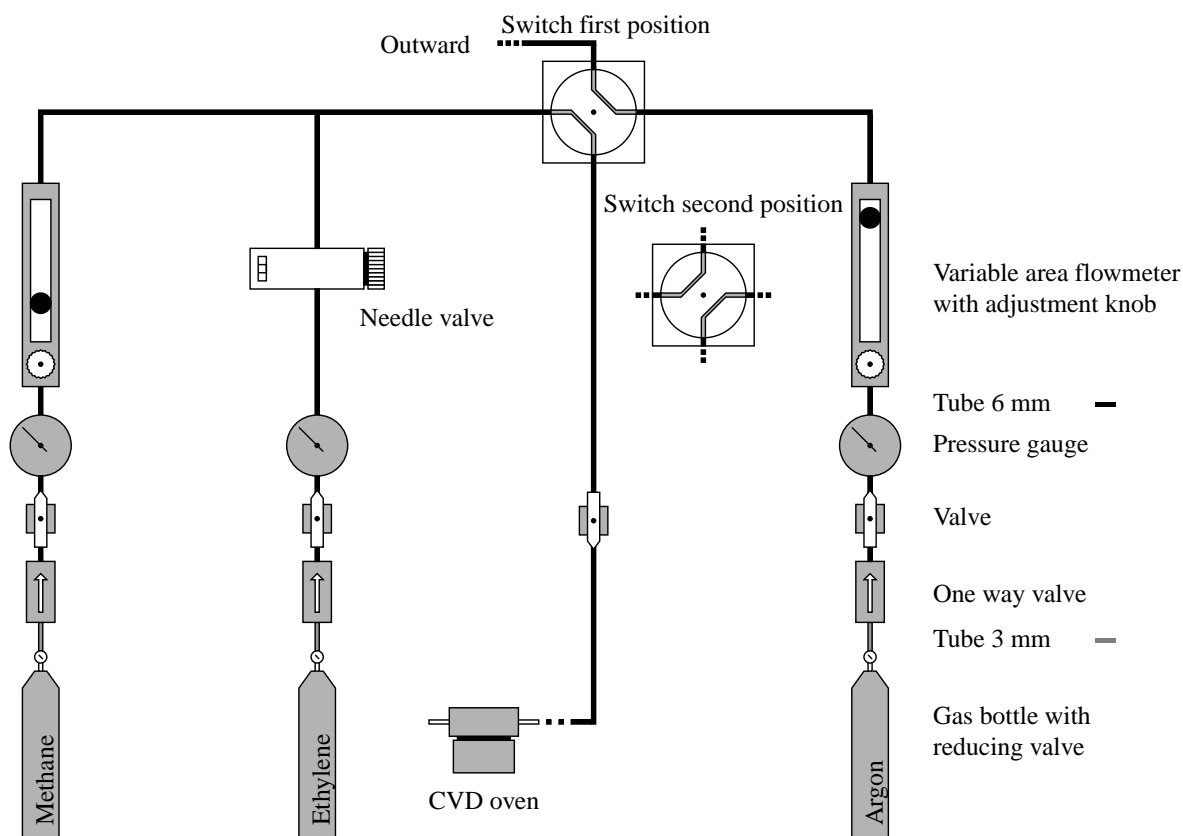 Switch first position
Outward
Switch second position
Variable area flowmeter
with adjustment knob
Needle valve
Tube 6 mm
Pressure gauge
Valve
One way valve
Tube 3 mm
Gas bottle with
reducing valve
Methane
Ethylene
CVD oven
Argon